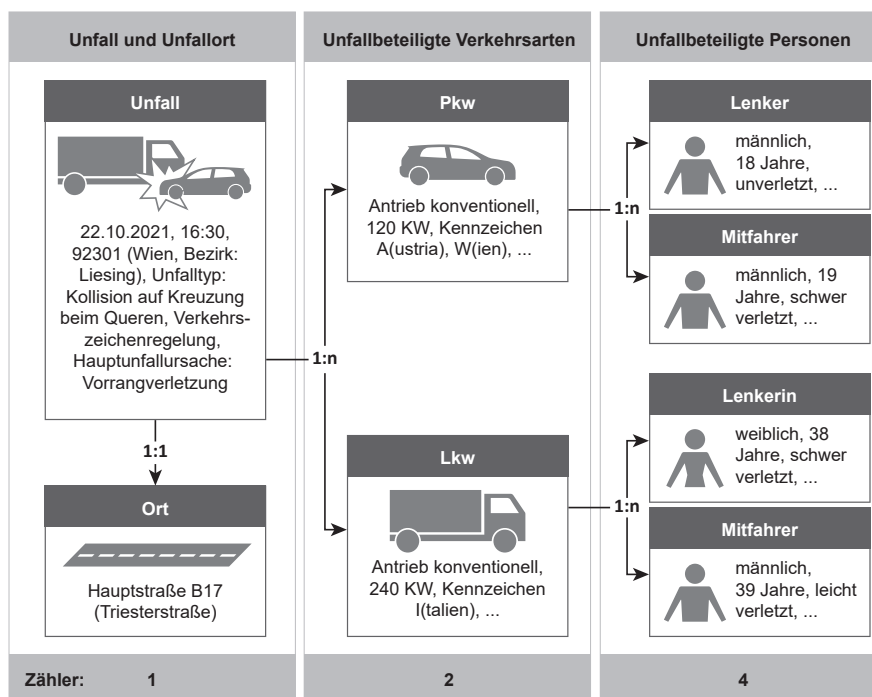 Unfall und Unfallort
Unfall
22.10.2021, 16:30,
92301 (Wien, Bezirk:
Liesing), Unfalltyp:
Kollision auf Kreuzung
beim Queren, Verkehrs-
zeichenregelung,
Hauptunfallursache:
Vorrangverletzung
1:1
Ort
Hauptstraße B17
(Triesterstraße)
Unfallbeteiligte Verkehrsarten
1:n
Pkw
Antrieb konventionell,
120 KW, Kennzeichen
A(ustria), W(ien), ...
Lkw
Antrieb konventionell,
240 KW, Kennzeichen
I(talien), ...
Unfallbeteiligte Personen
1:n
Lenker
männlich,
18 Jahre,
unverletzt, ...
Mitfahrer
männlich, 19
Jahre, schwer
verletzt, ...
1:n
Lenkerin
weiblich, 38
Jahre, schwer
verletzt, ...
Mitfahrer
männlich,
39 Jahre, leicht
verletzt, ...
Zähler: 1 2 4